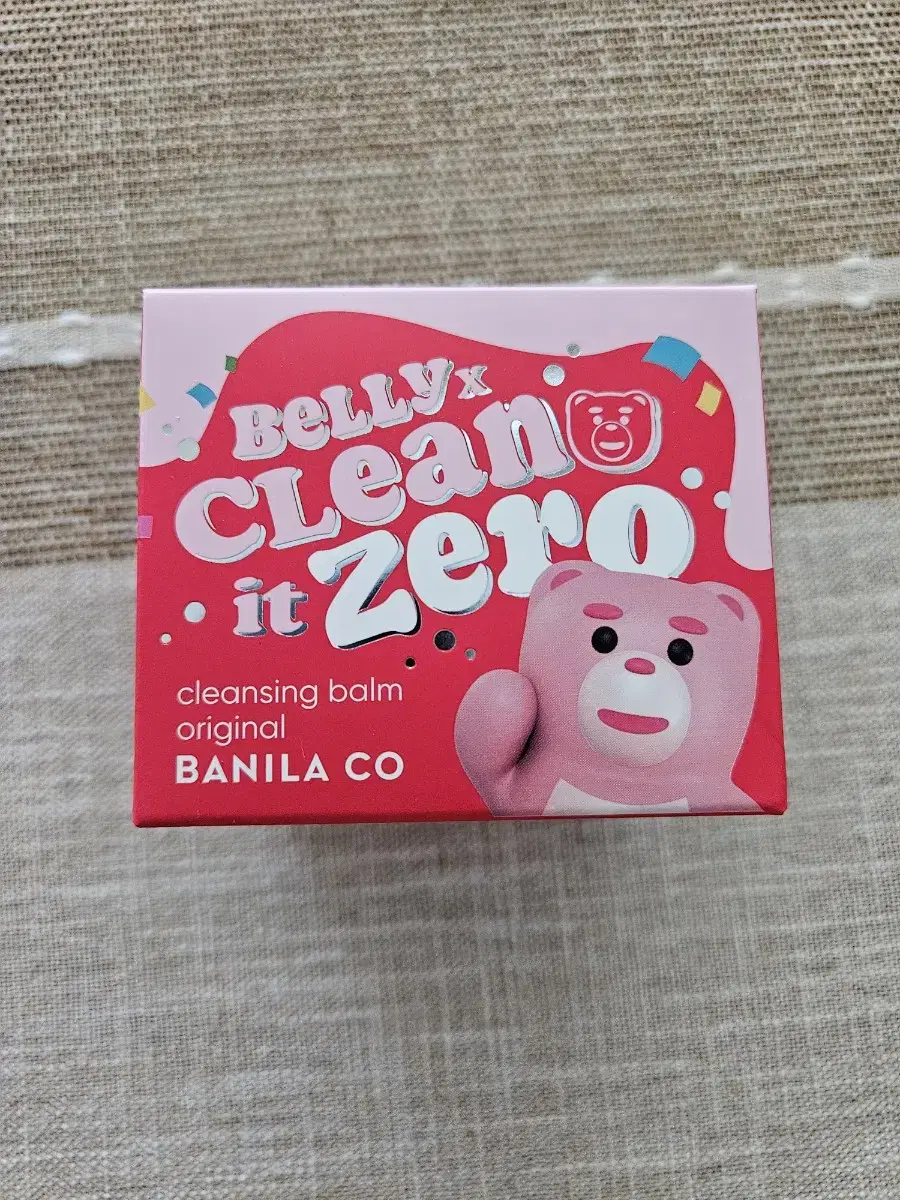 Belly x
Clean
it Zero
cleansing balm
original
BANILA CO